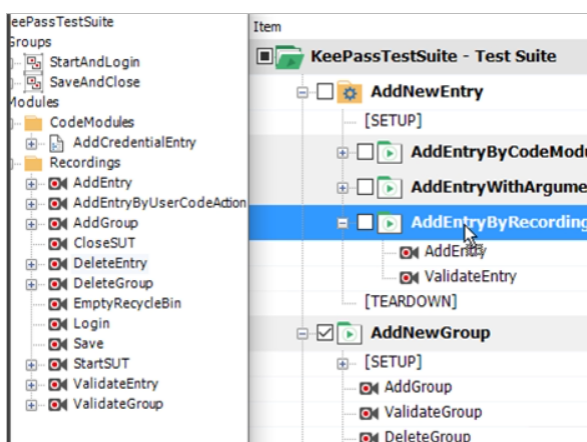 eePassTestSuite
Groups
StartAndLogin
SaveAndClose
Modules
CodeModules
AddCredentialEntry
Recordings
AddEntry
AddEntryByUserCodeAction
AddGroup
CloseSUT
DeleteEntry
DeleteGroup
EmptyRecycleBin
Login
Save
StartSUT
ValidateEntry
ValidateGroup
Item
KeePassTestSuite - Test Suite
AddNewEntry
[SETUP]
AddEntryByCodeModu
AddEntryWithArgume
AddEntryByRecording
AddEntry
ValidateEntry
[TEARDOWN]
AddNewGroup
[SETUP]
AddGroup
ValidateGroup
DeleteGroup